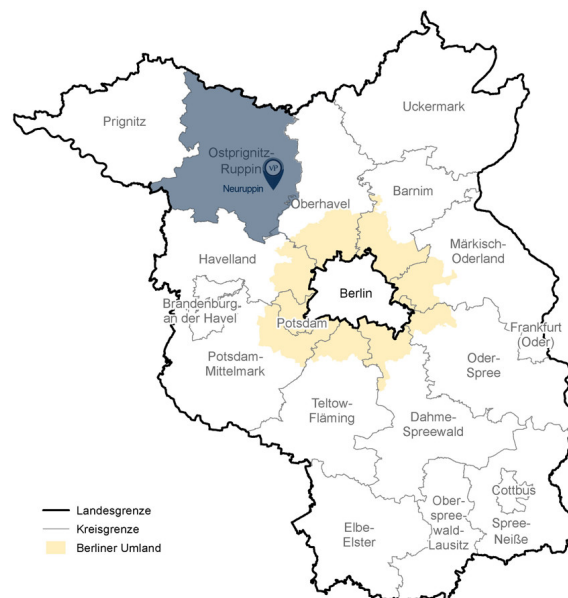 Uckermark
Prignitz
Ostprignitz-
Ruppin
VP
Neuruppin
Barnim
Oberhavel
Havelland
Märkisch-
Oderland
Berlin
Brandenburg
an der Havel
Potsdam
Frankfurt
(Oder)
Potsdam-
Mittelmark
Oder-
Spree
Teltow-
Fläming
Dahme-
Spreewald
Cottbus
Ober-
spree-
wald-
Lausitz
Elbe-
Elster
Spree-
Neiße
Landesgrenze
Kreisgrenze
Berliner Umland